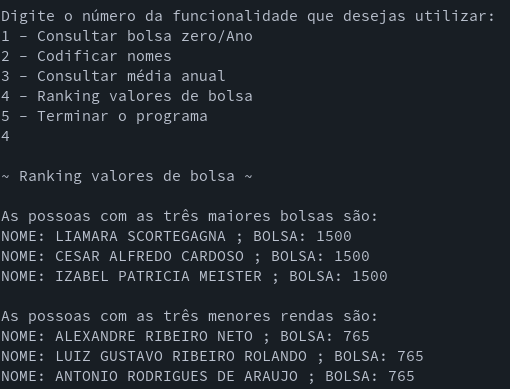 Digite o número da funcionalidade que desejas utilizar:
1 - Consultar bolsa zero/Ano
2 - Codificar nomes
3 - Consultar média anual
4 - Ranking valores de bolsa
5 - Terminar o programa
4
~ Ranking valores de bolsa ~
As possoas com as três maiores bolsas são:
NOME: LIAMARA SCORTEGAGNA ; BOLSA: 1500
NOME: CESAR ALFREDO CARDOSO ; BOLSA: 1500
NOME: IZABEL PATRICIA MEISTER ; BOLSA: 1500
As possoas com as três menores rendas são:
NOME: ALEXANDRE RIBEIRO NETO ; BOLSA: 765
NOME: LUIZ GUSTAVO RIBEIRO ROLANDO ; BOLSA: 765
NOME: ANTONIO RODRIGUES DE ARAUJO ; BOLSA: 765